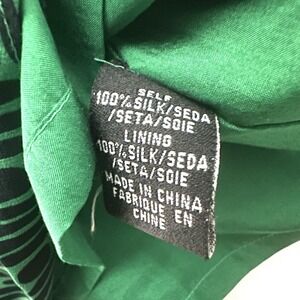 SELF
100% SILK/SEDA
/SETA/SOIE
LINING
100% SILK/SEDA
/SETA/SOIE
MADE IN CHINA
FABRIQUE EN
CHINE